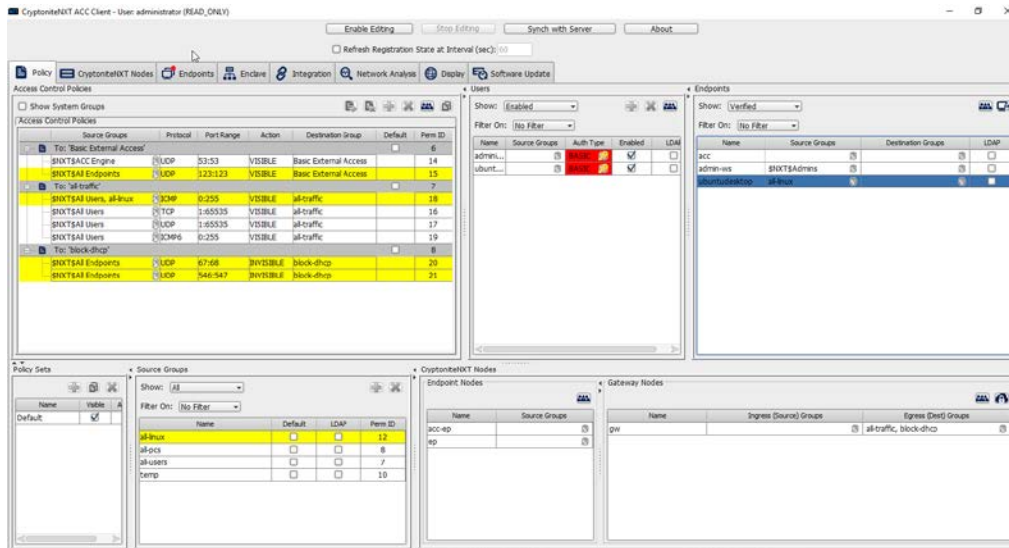 CryptoniteNXT ACC Client - User: administrator (READ_ONLY)
Enable Editing Stop Editing Synch with Server About
Refresh Registration State at Interval (sec): 60
Policy CryptoniteNXT Nodes Endpoints Enclave Integration Network Analysis Display Software Update
Access Control Policies
Show System Groups
Access Control Policies
Source Groups Protocol Port Range Action Destination Group Default Perm ID
To: 'Basic External Access' 6
$NXT$ACC Engine UDP 53:53 VISIBLE Basic External Access 14
$NXT$All Endpoints UDP 123:123 VISIBLE Basic External Access 15
To: 'all-traffic' 7
$NXT$All Users, all-linux ICMP 0:255 VISIBLE all-traffic 18
$NXT$All Users TCP 1:65535 VISIBLE all-traffic 16
$NXT$All Users UDP 1:65535 VISIBLE all-traffic 17
$NXT$All Users ICMP6 0:255 VISIBLE all-traffic 19
To: 'block-dhcp' 8
$NXT$All Endpoints UDP 67:68 INVISIBLE block-dhcp 20
$NXT$All Endpoints UDP 546:547 INVISIBLE block-dhcp 21
Users
Show: Enabled
Filter On: No Filter
Name Source Groups Auth Type Enabled LDAP
admini... BASIC
ubunt... BASIC
Endpoints
Show: Verified
Filter On: No Filter
Name Source Groups Destination Groups LDAP
acc
admin-ws $NXT$Admins
ubuntudesktop all-linux
Policy Sets
Name Visible A
Default
Source Groups
Show: All
Filter On: No Filter
Name Default LDAP Perm ID
all-linux 12
all-pcs 8
all-users 7
temp 10
CryptoniteNXT Nodes
Endpoint Nodes
Name Source Groups
acc-ep
ep
Gateway Nodes
Name Ingress (Source) Groups Egress (Dest) Groups
gw all-traffic, block-dhcp